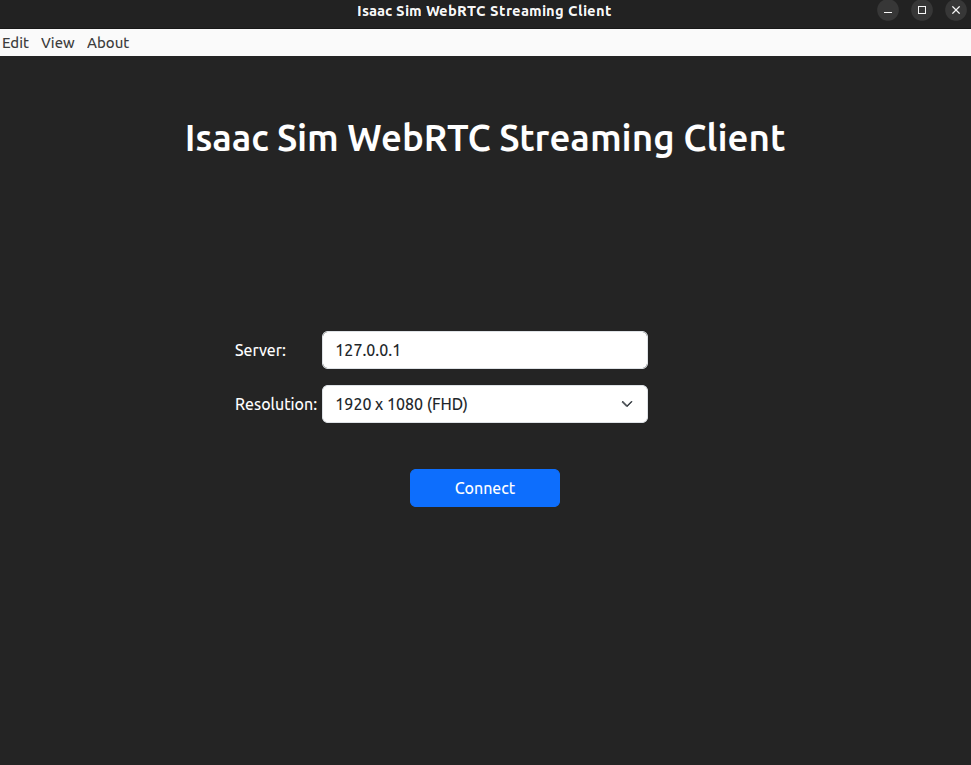 Isaac Sim WebRTC Streaming Client
Edit View About
Isaac Sim WebRTC Streaming Client
Server: 127.0.0.1
Resolution: 1920 x 1080 (FHD)
Connect